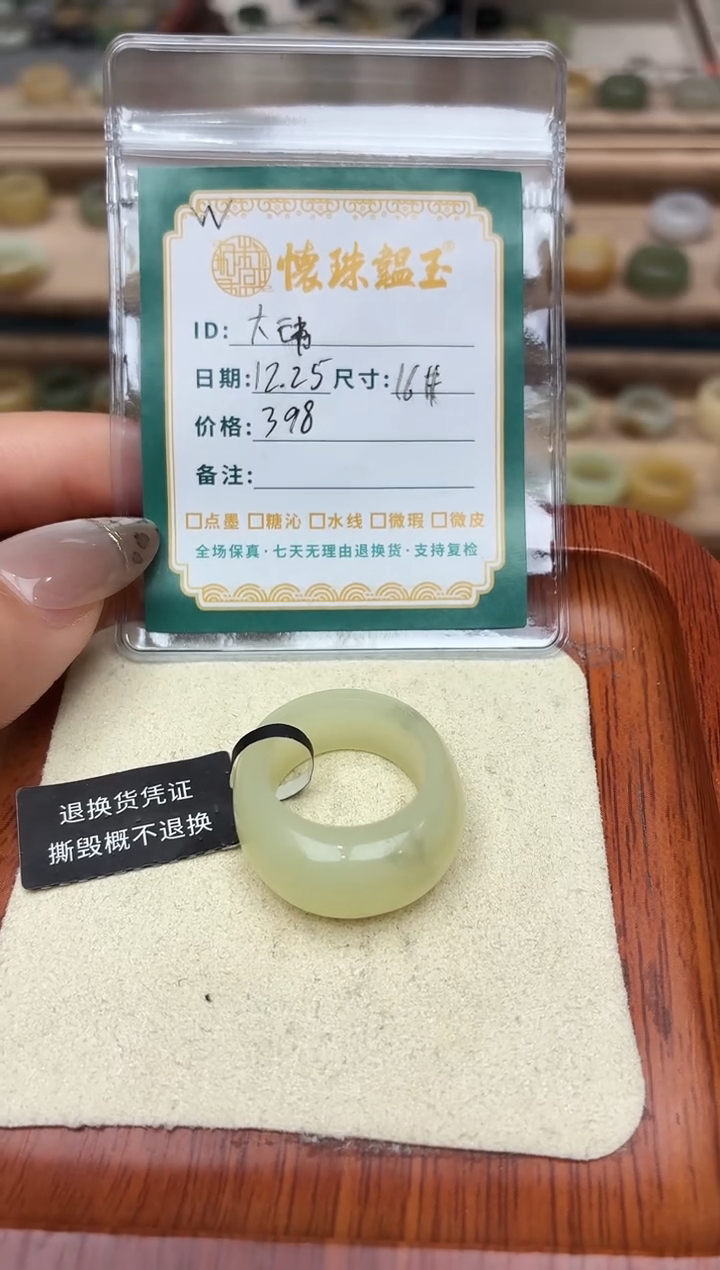 W
懷珠韞玉®
ID: 大
日期:12.25 尺寸:16#
价格:398
备注:
□点墨 □糖沁 □水线 □微瑕 □微皮
全场保真·七天无理由退换货·支持复检
退换货凭证
撕毁概不退换